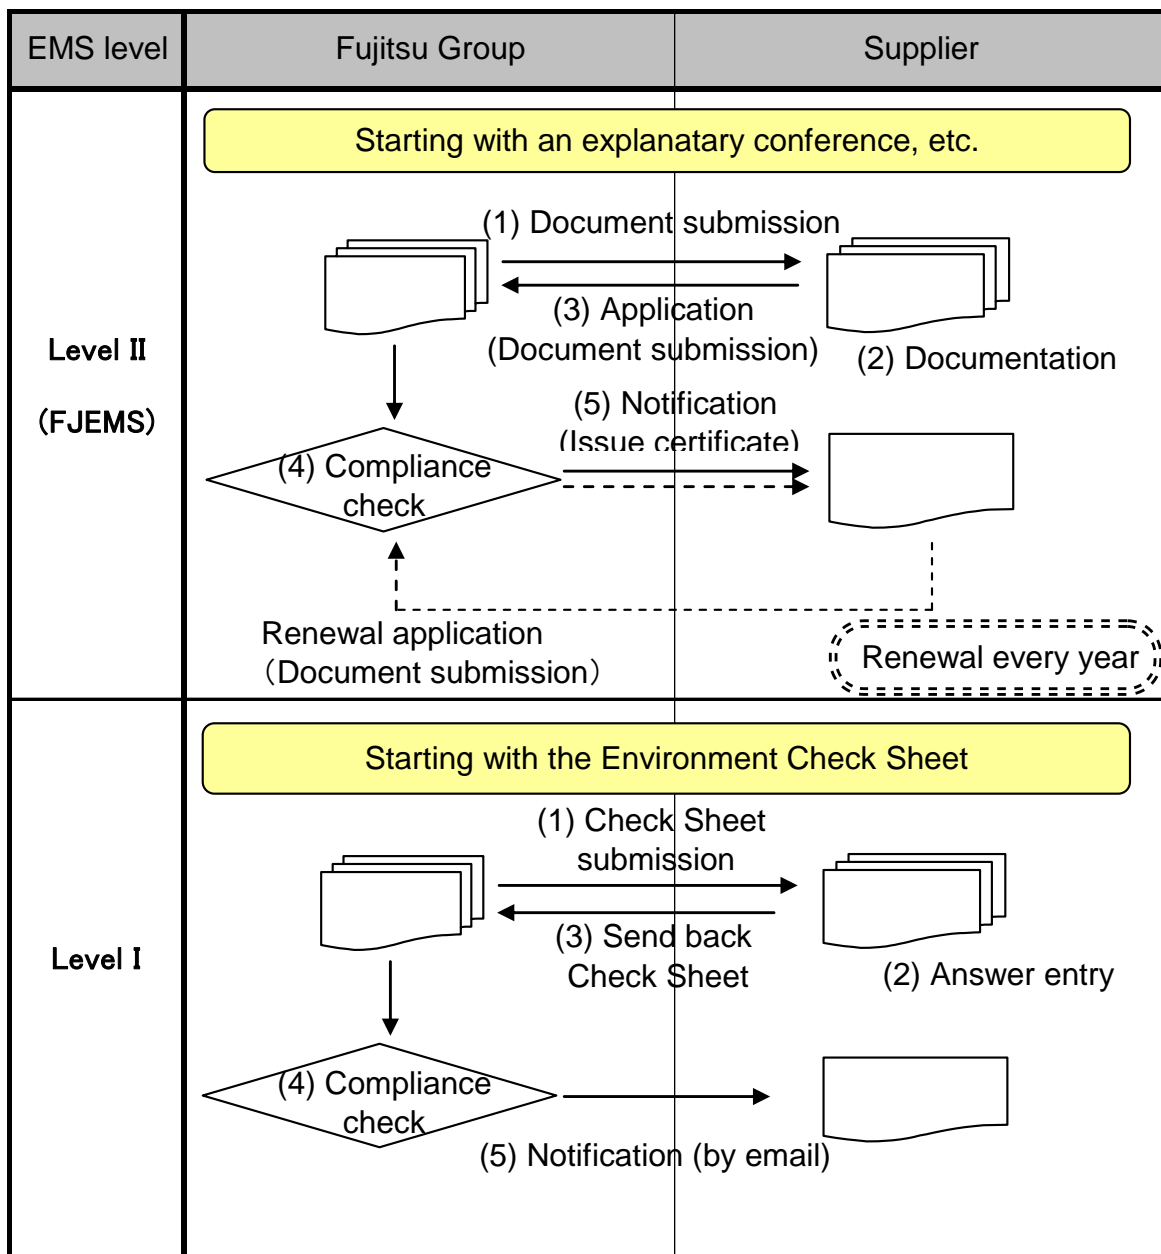 EMS level
Fujitsu Group
Supplier
Starting with an explanatary conference, etc.
(1) Document submission
(3) Application
(Document submission)
(2) Documentation
Level Ⅱ
(FJEMS)
(5) Notification
(Issue certificate)
(4) Compliance
check
Renewal application
（Document submission）
Renewal every year
Starting with the Environment Check Sheet
(1) Check Sheet
submission
(3) Send back
Check Sheet
(2) Answer entry
Level Ⅰ
(4) Compliance
check
(5) Notification (by email)